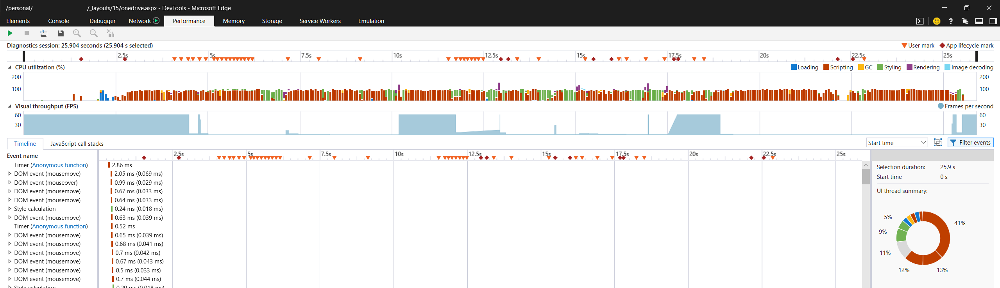 /personal/ /_layouts/15/onedrive.aspx - DevTools - Microsoft Edge
Elements Console Debugger Network Performance Memory Storage Service Workers Emulation ?
Diagnostics session: 25.904 seconds (25.904 s selected) User mark App lifecycle mark
2.5s 5s 7.5s 10s 12.5s 15s 17.5s 20s 22.5s 25s
CPU utilization (%) Loading Scripting GC Styling Rendering Image decoding
200 200
100 100
Visual throughput (FPS) Frames per second
60 60
30 30
Timeline JavaScript call stacks Start time Filter events
Event name 2.5s 5s 7.5s 10s 12.5s 15s 17.5s 20s 22.5s 25s
Timer (Anonymous function) 2.86 ms
DOM event (mousemove) 2.05 ms (0.069 ms)
DOM event (mouseover) 0.99 ms (0.029 ms)
DOM event (mousemove) 0.67 ms (0.033 ms)
DOM event (mousemove) 0.64 ms (0.033 ms)
Style calculation 0.24 ms (0.018 ms)
DOM event (mousemove) 0.63 ms (0.039 ms)
Timer (Anonymous function) 0.52 ms
DOM event (mousemove) 0.65 ms (0.039 ms)
DOM event (mousemove) 0.68 ms (0.041 ms)
DOM event (mousemove) 0.7 ms (0.042 ms)
DOM event (mousemove) 0.67 ms (0.043 ms)
DOM event (mousemove) 0.5 ms (0.033 ms)
DOM event (mousemove) 0.7 ms (0.044 ms)
Style calculation 0.29 ms (0.018 ms)
Selection duration: 25.9 s
Start time 0 s
UI thread summary:
5%
41%
9%
11%
12% 13%